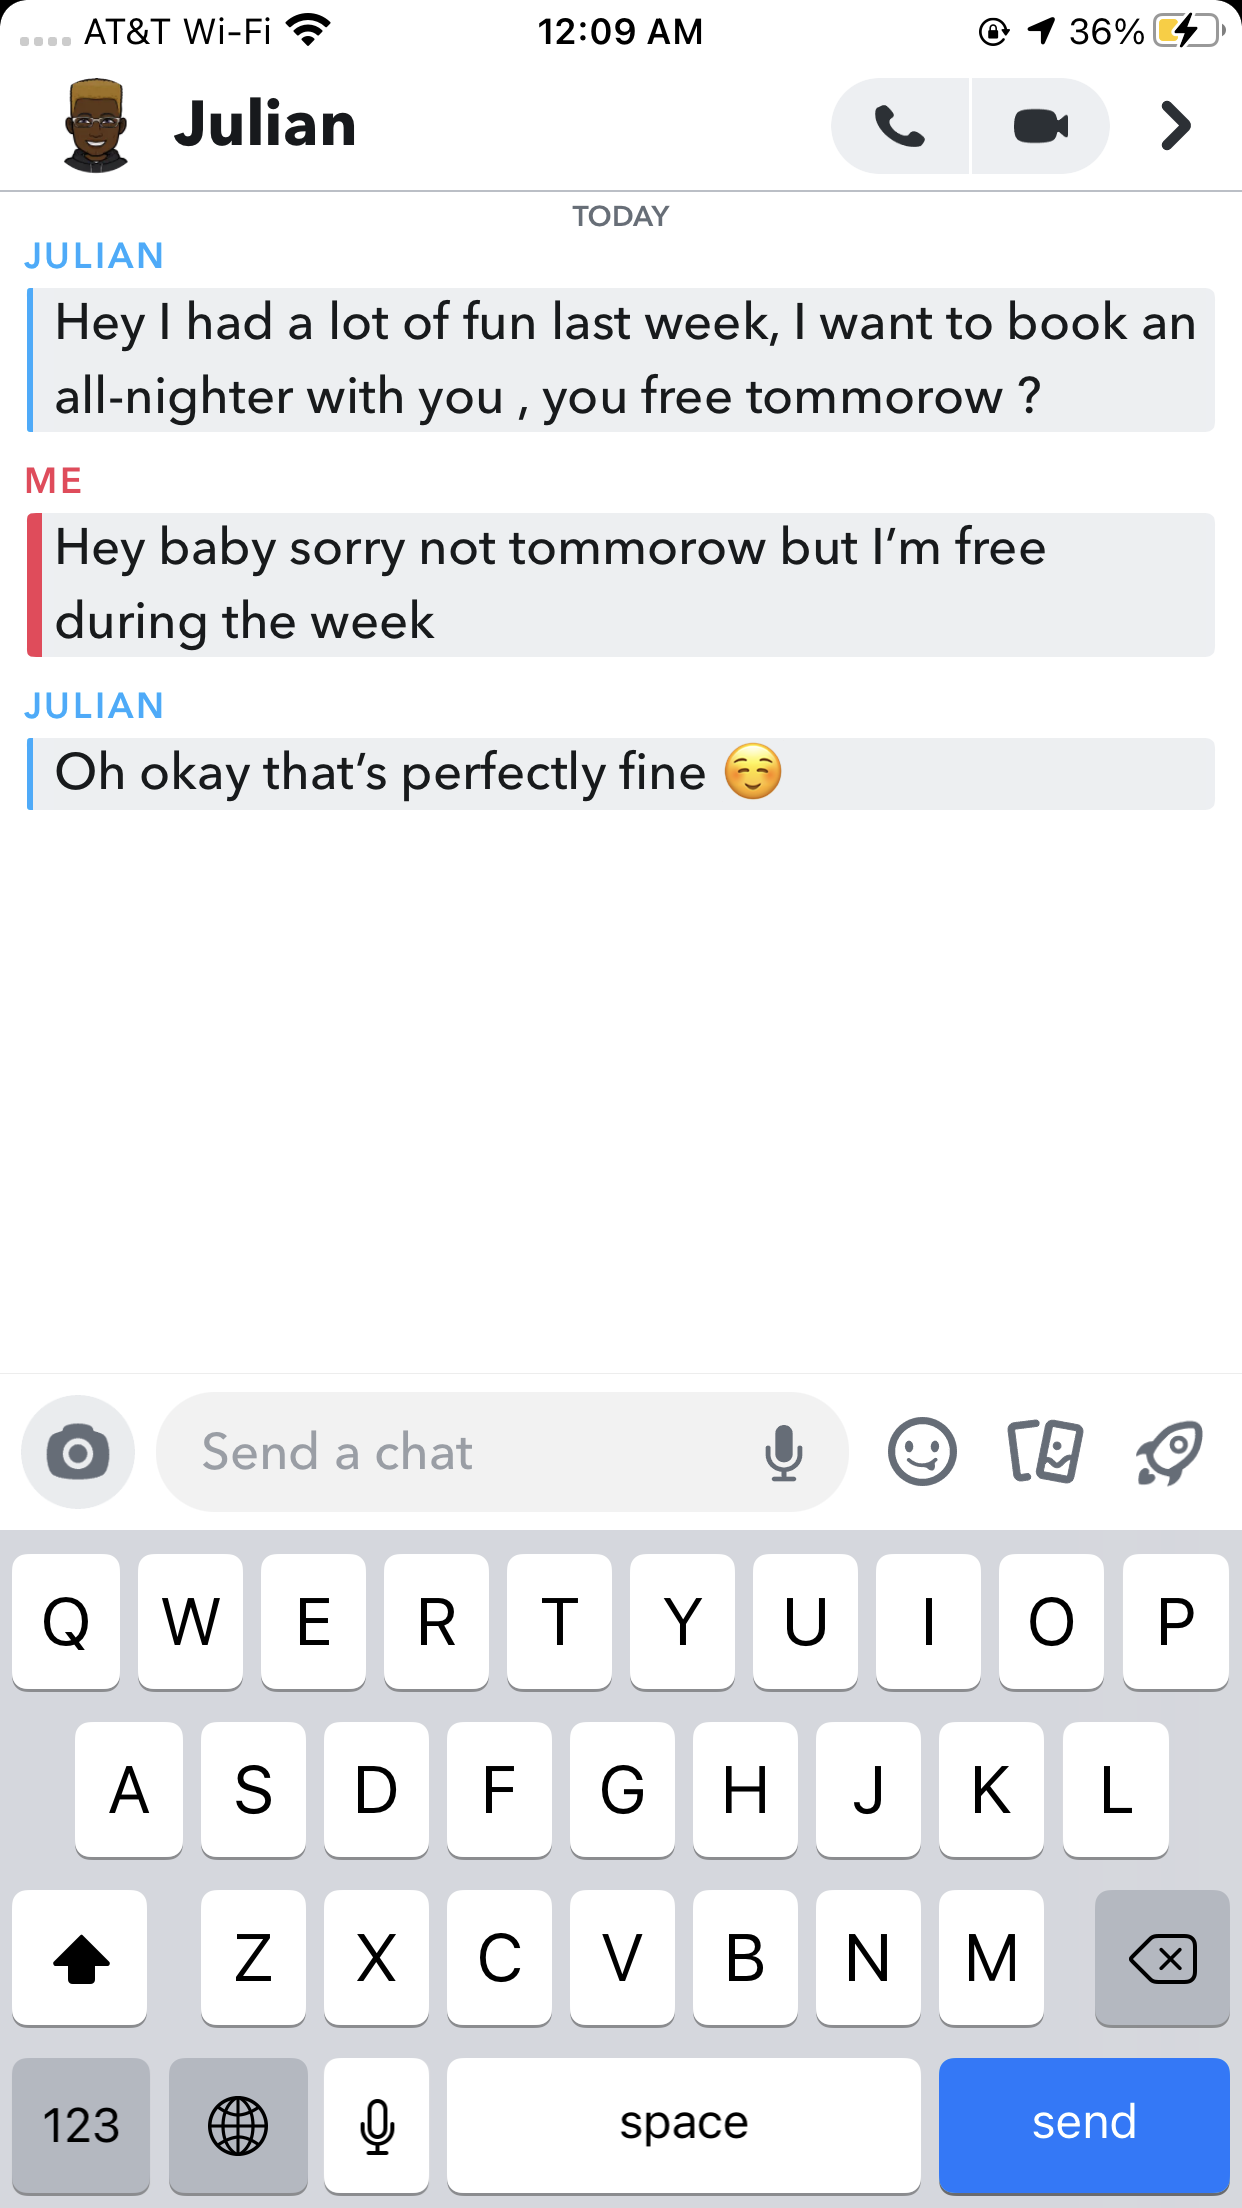 AT&T Wi-Fi 12:09 AM 36%
Julian
TODAY
JULIAN
Hey I had a lot of fun last week, I want to book an
all-nighter with you , you free tommorow ?
ME
Hey baby sorry not tommorow but I’m free
during the week
JULIAN
Oh okay that’s perfectly fine ☺️
Send a chat
Q W E R T Y U I O P
A S D F G H J K L
Z X C V B N M
123 space send